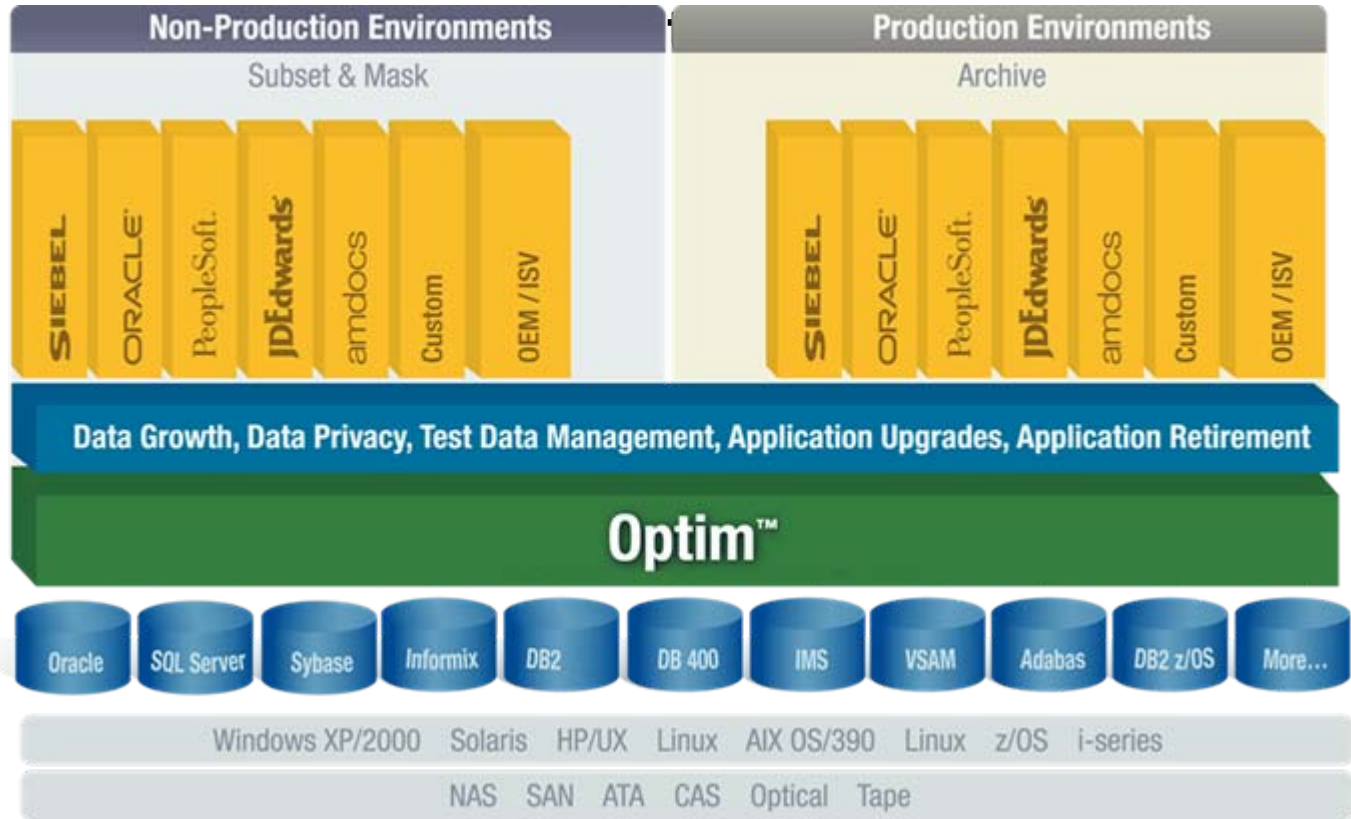 Non-Production Environments
Subset & Mask
SIEBEL
ORACLE
PeopleSoft.
JDEdwards
amdocs
Custom
OEM / ISV
Production Environments
Archive
SIEBEL
ORACLE
PeopleSoft.
JDEdwards
amdocs
Custom
OEM / ISV
Data Growth, Data Privacy, Test Data Management, Application Upgrades, Application Retirement
Optim™
Oracle
SQL Server
Sybase
Informix
DB2
DB 400
IMS
VSAM
Adabas
DB2 z/OS
More...
Windows XP/2000 Solaris HP/UX Linux AIX OS/390 Linux z/OS i-series
NAS SAN ATA CAS Optical Tape